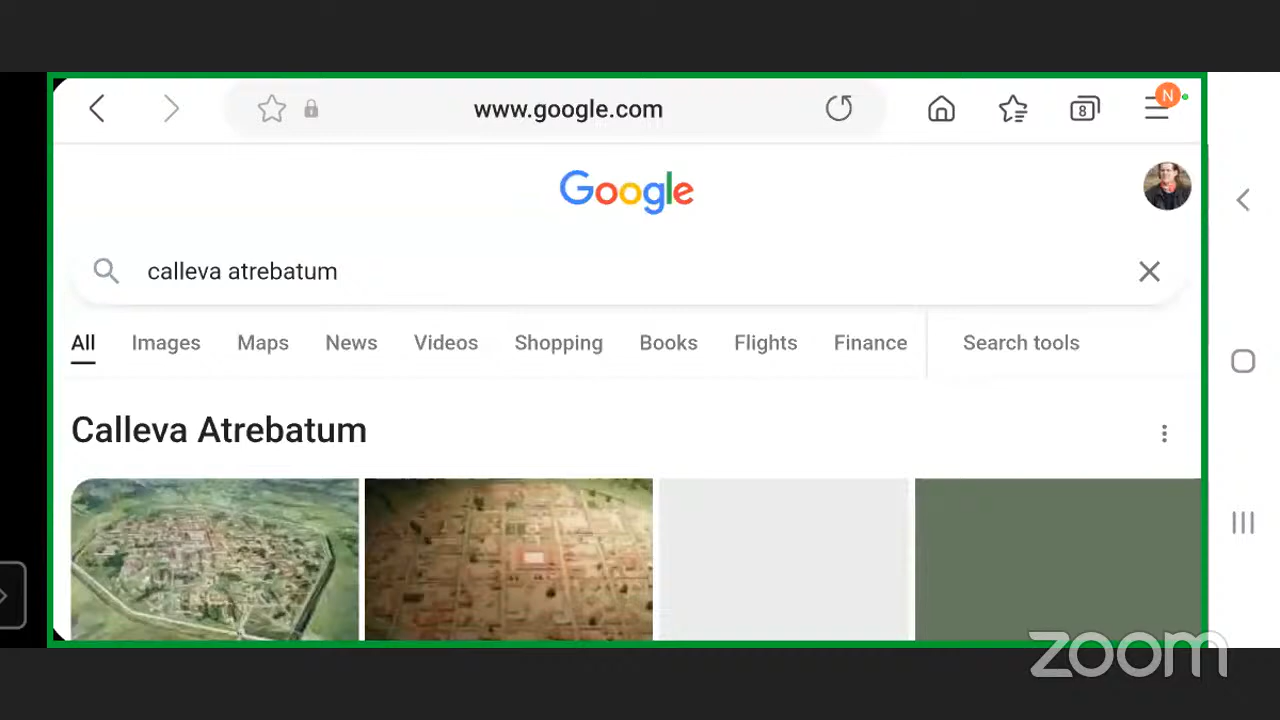 www.google.com
8
N
Google
calleva atrebatum
All Images Maps News Videos Shopping Books Flights Finance Search tools
Calleva Atrebatum
zoom